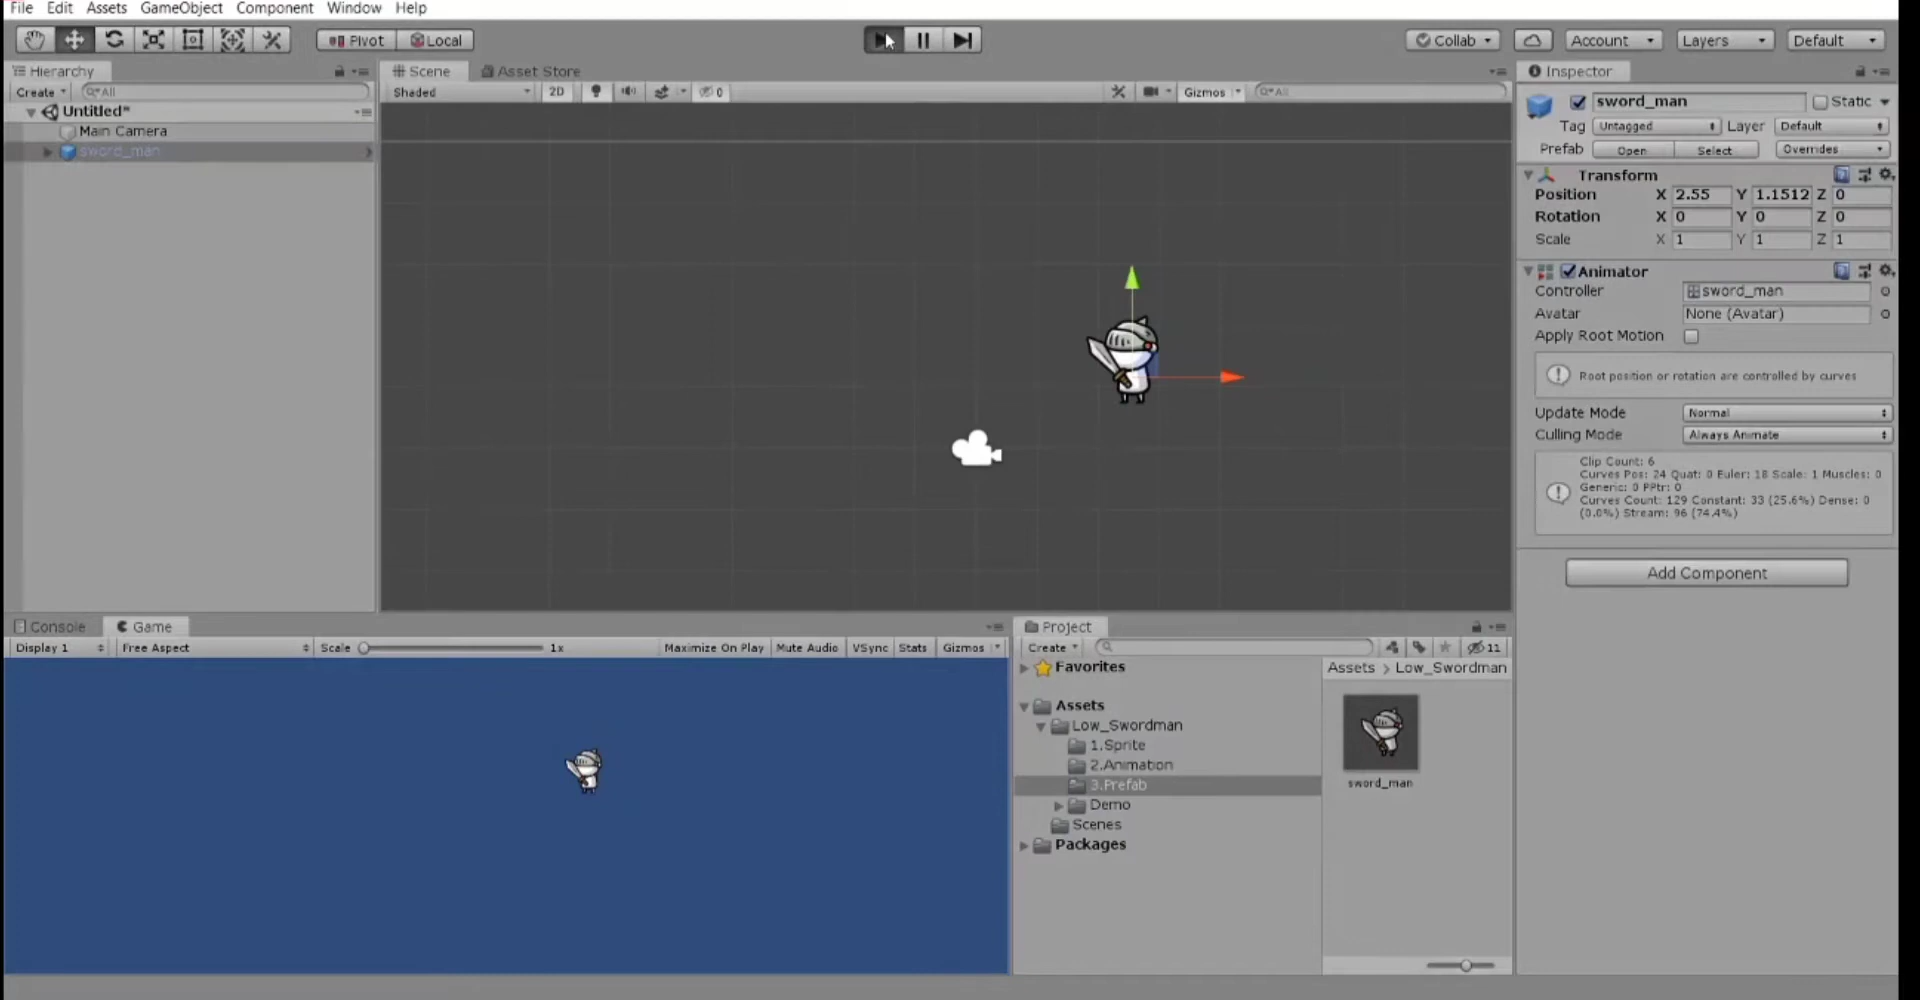 File Edit Assets GameObject Component Window Help
Pivot Local Collab Account Layers Default
Hierarchy
Create All
Untitled*
Main Camera
sword_man
Scene Asset Store
Shaded 2D 0 Gizmos All
Inspector
sword_man Static
Tag Untagged Layer Default
Prefab Open Select Overrides
Transform
Position X 2.55 Y 1.1512 Z 0
Rotation X 0 Y 0 Z 0
Scale X 1 Y 1 Z 1
Animator
Controller sword_man
Avatar None (Avatar)
Apply Root Motion
Root position or rotation are controlled by curves
Update Mode Normal
Culling Mode Always Animate
Clip Count: 6
Curves Pos: 24 Quat: 0 Euler: 18 Scale: 1 Muscles: 0
Generic: 0 PPtr: 0
Curves Count: 129 Constant: 33 (25.6%) Dense: 0
(0.0%) Stream: 96 (74.4%)
Add Component
Console Game
Display 1 Free Aspect Scale 1x Maximize On Play Mute Audio VSync Stats Gizmos
Project
Create 11
Favorites
Assets
Low_Swordman
1.Sprite
2.Animation
3.Prefab
Demo
Scenes
Packages
Assets > Low_Swordman
sword_man